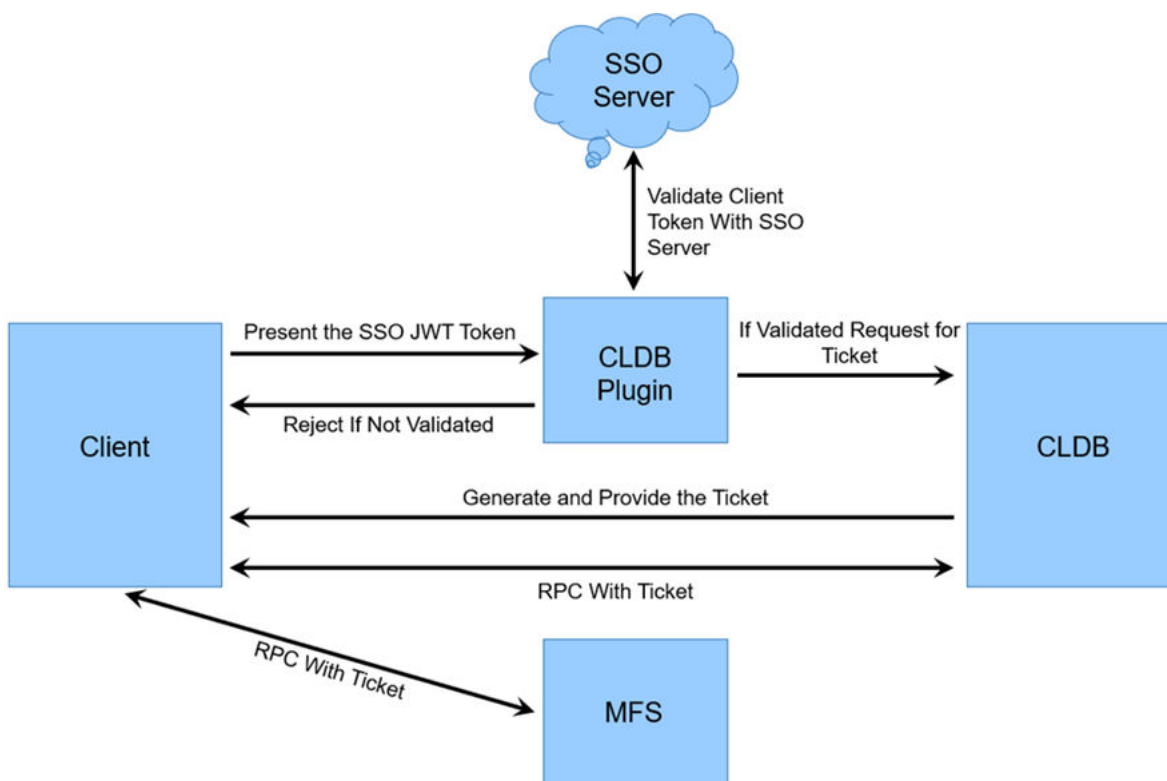 SSO
Server
Validate Client
Token With SSO
Server
Present the SSO JWT Token
If Validated Request for
Ticket
CLDB
Plugin
Reject If Not Validated
Client
CLDB
Generate and Provide the Ticket
RPC With Ticket
RPC With Ticket
MFS